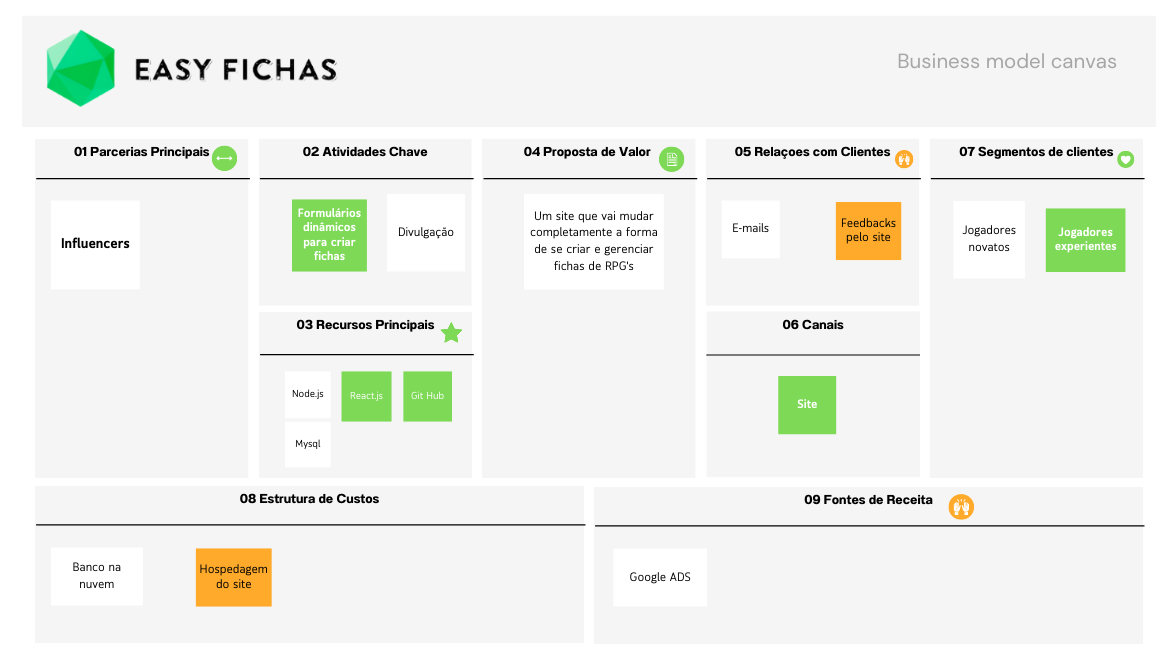 EASY FICHAS
Business model canvas
01 Parcerias Principais
Influencers
02 Atividades Chave
Formulários
dinâmicos
para criar
fichas
Divulgação
03 Recursos Principais
Node.js
React.js
Git Hub
Mysql
04 Proposta de Valor
Um site que vai mudar
completamente a forma
de se criar e gerenciar
fichas de RPG's
05 Relaçoes com Clientes
E-mails
Feedbacks
pelo site
06 Canais
Site
07 Segmentos de clientes
Jogadores
novatos
Jogadores
experientes
08 Estrutura de Custos
Banco na
nuvem
Hospedagem
do site
09 Fontes de Receita
Google ADS